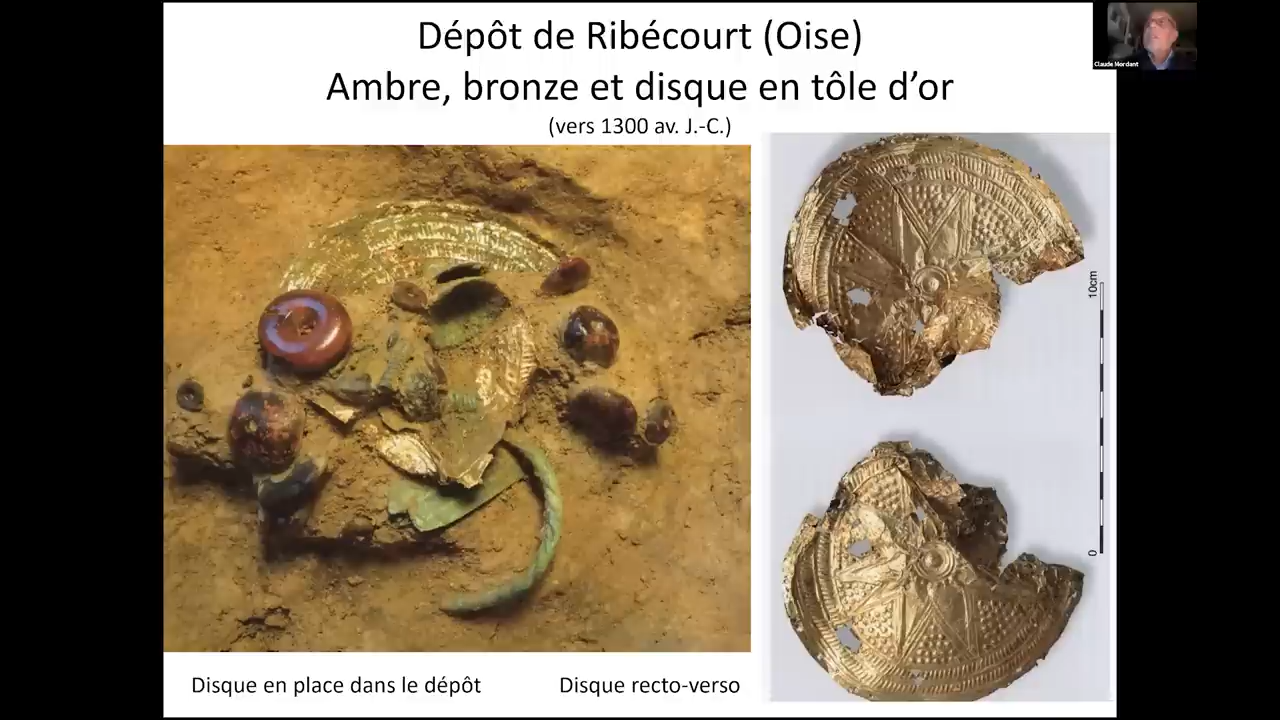 Dépôt de Ribécourt (Oise)
Ambre, bronze et disque en tôle d’or
(vers 1300 av. J.-C.)
Claude Mordant
10cm
0
Disque en place dans le dépôt
Disque recto-verso